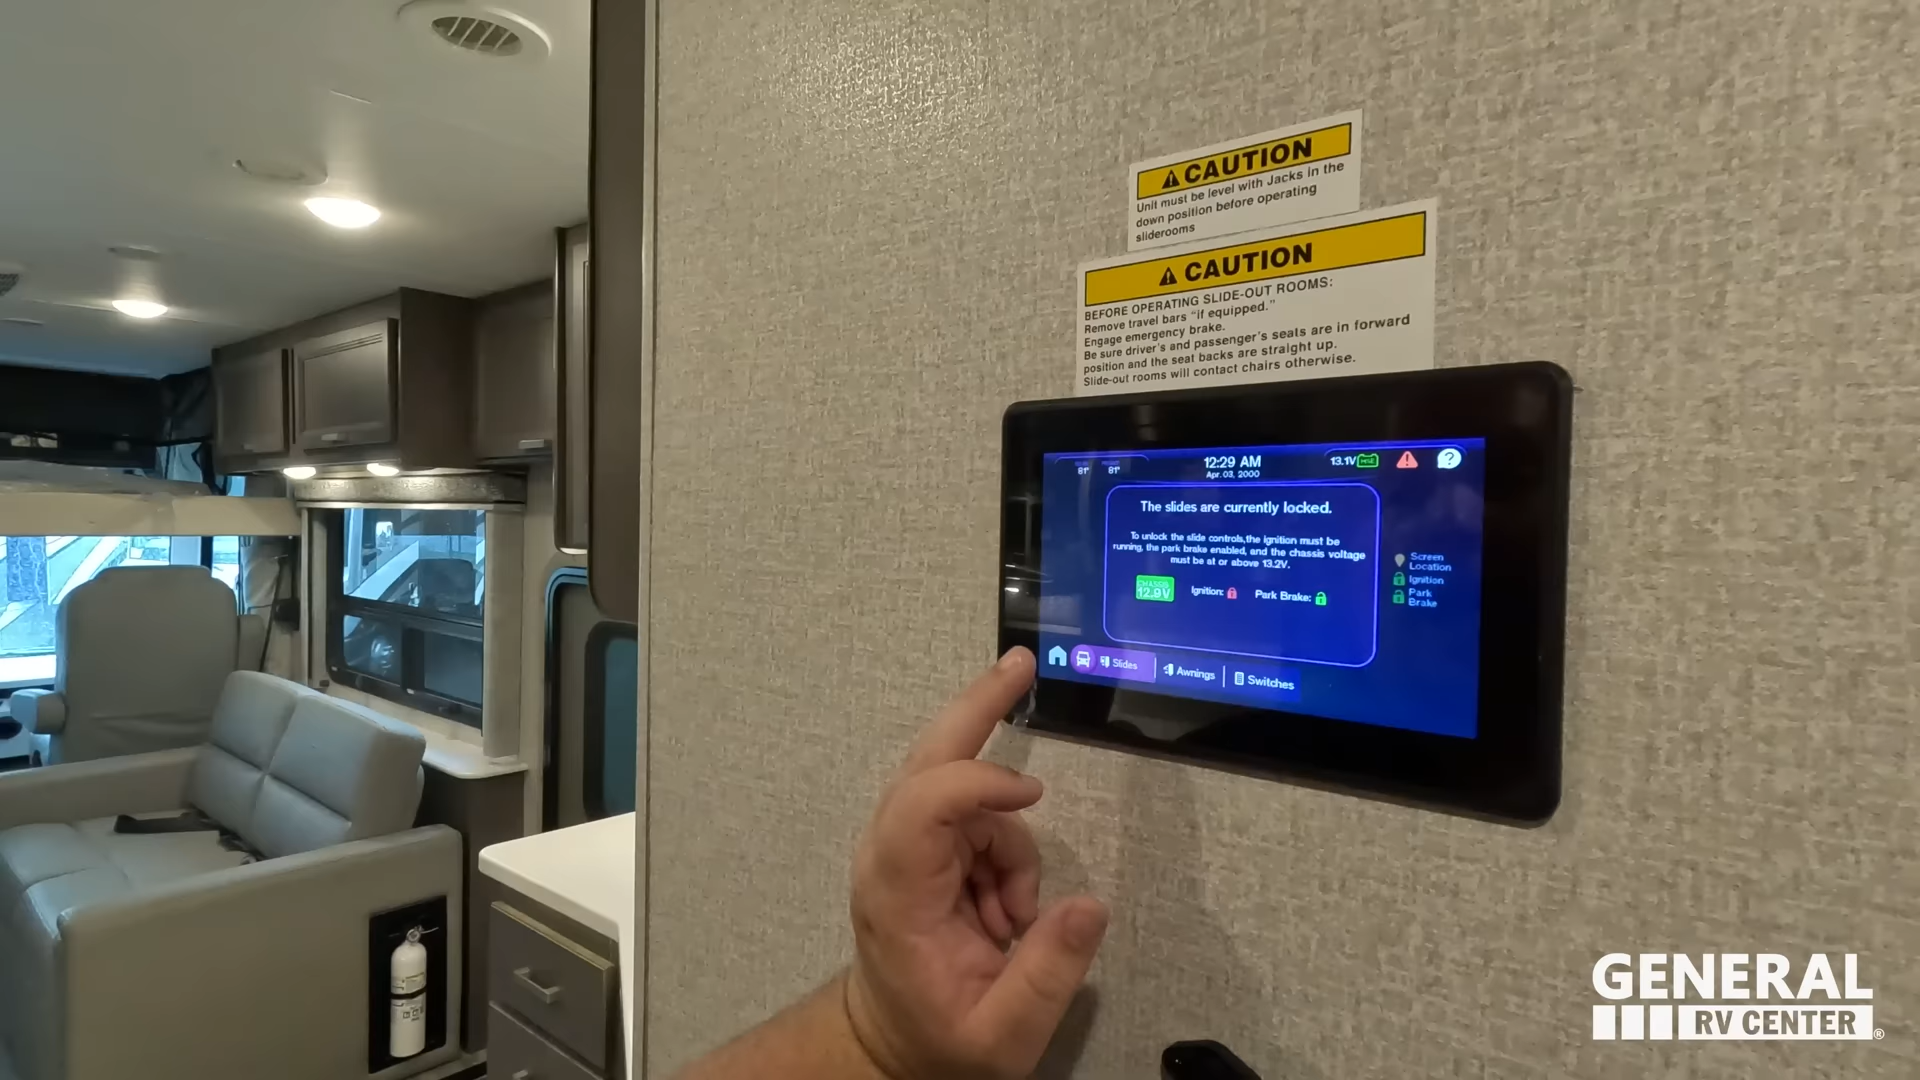 CAUTION
Unit must be level with Jacks in the
down position before operating
sliderooms
CAUTION
BEFORE OPERATING SLIDE-OUT ROOMS:
Remove travel bars "if equipped."
Engage emergency brake.
Be sure driver's and passenger's seats are in forward
position and the seat backs are straight up.
Slide-out rooms will contact chairs otherwise.
81° 81°
12:29 AM
Apr. 03, 2000
13.1V
?
The slides are currently locked.
To unlock the slide controls,the ignition must be
running, the park brake enabled, and the chassis voltage
must be at or above 13.2V.
CHASSIS
12.9V
Ignition:
Park Brake:
Screen
Location
Ignition
Park
Brake
Slides
Awnings
Switches
GENERAL
RV CENTER®